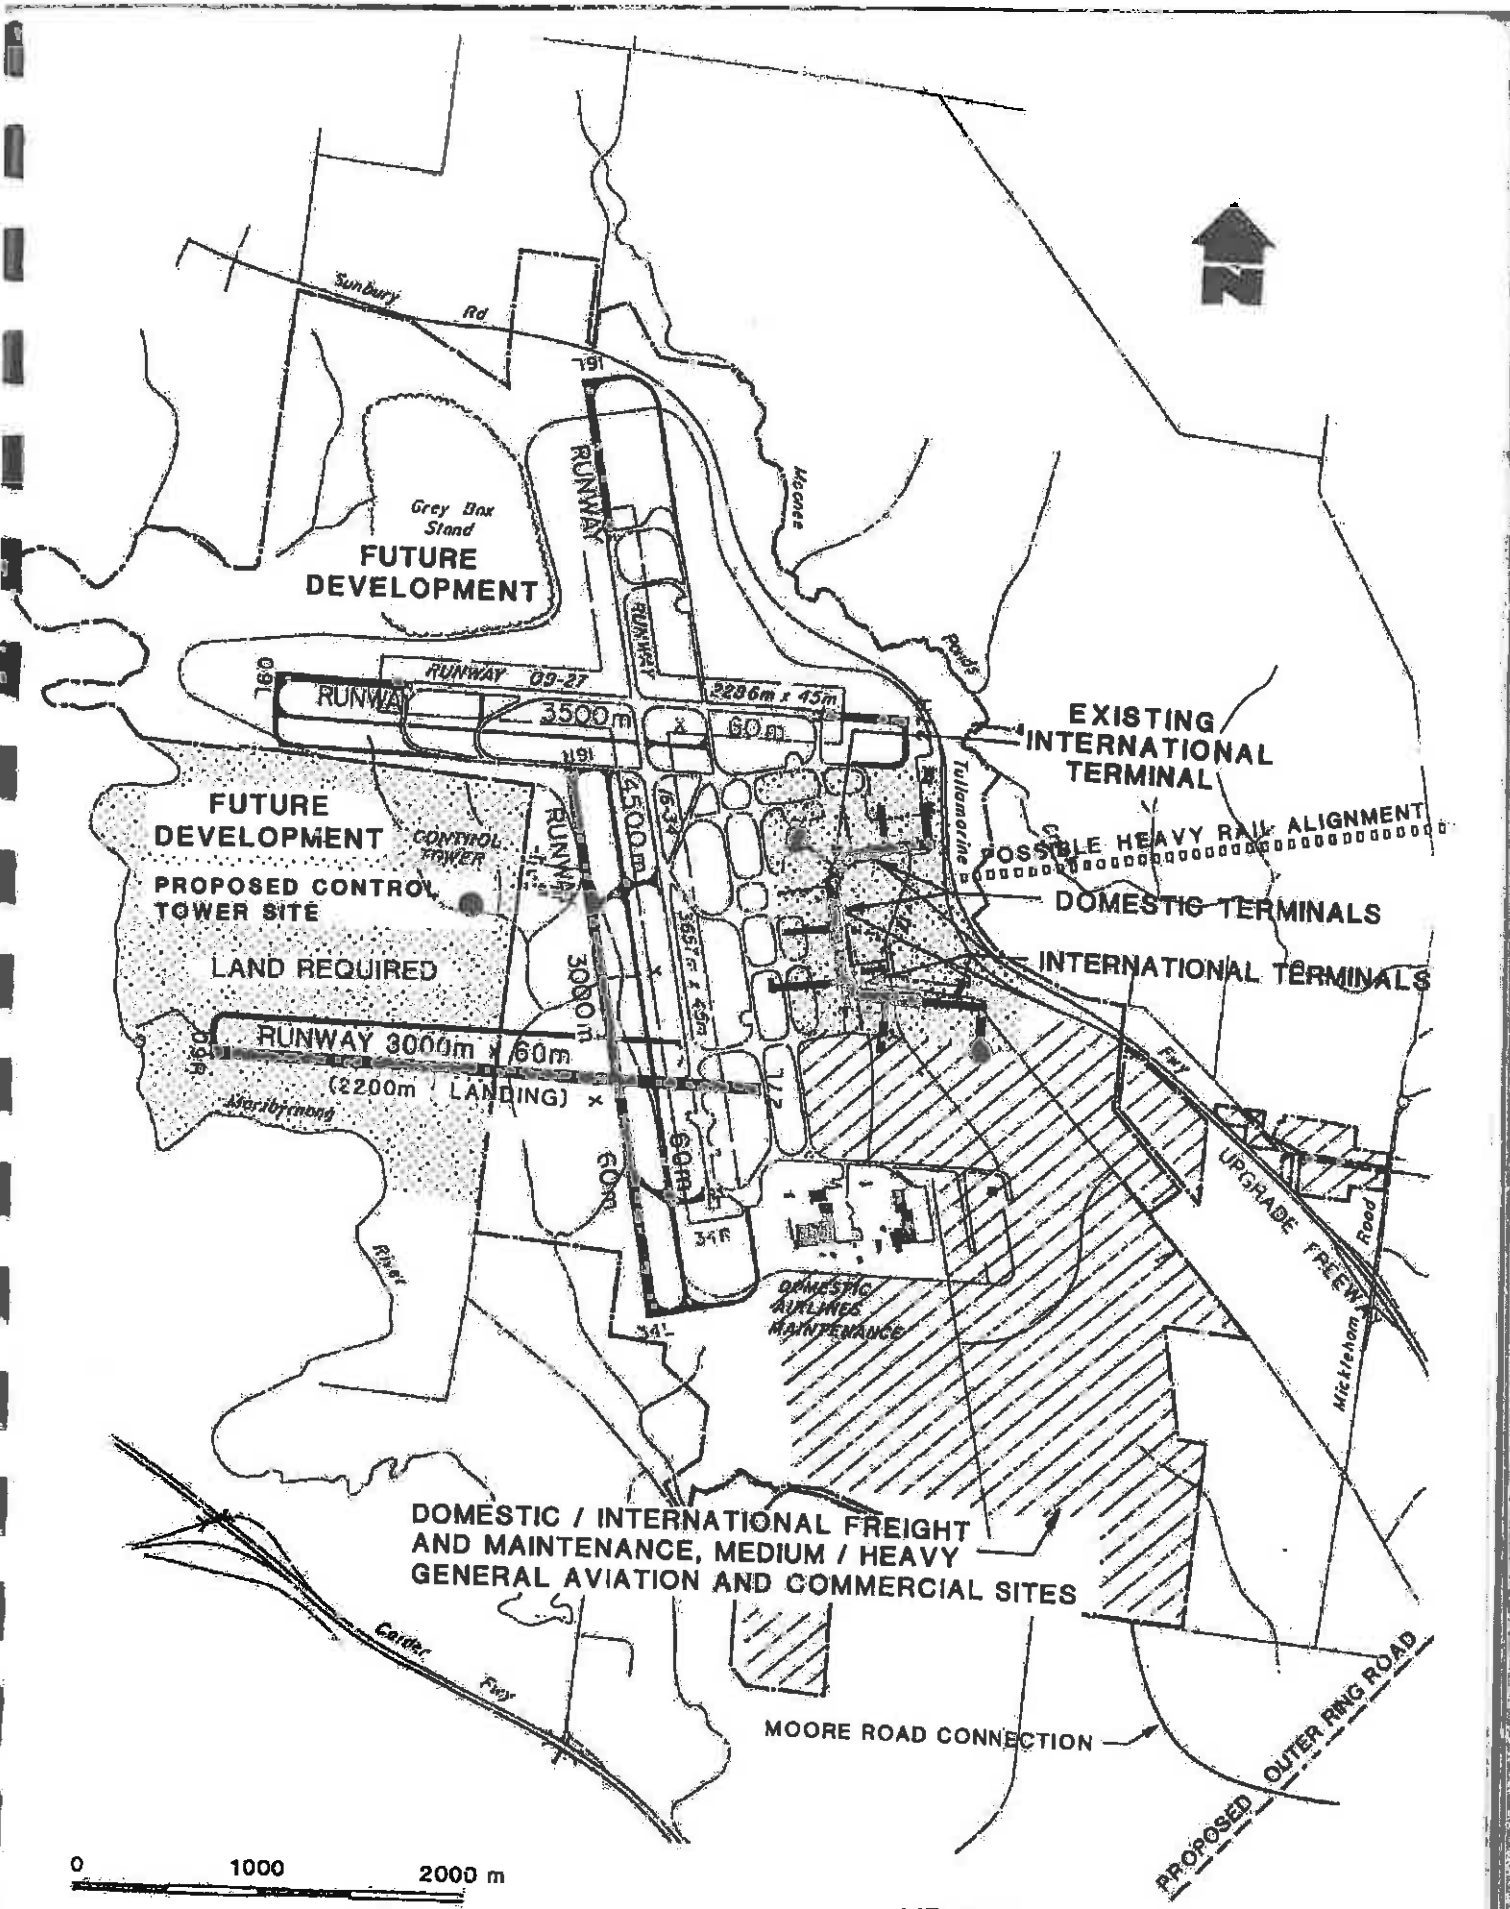 N
Sunbury
Rd
16L
RUNWAY
Moonee
Grey Box
Stand
FUTURE
DEVELOPMENT
RUNWAY
Ponds
09L
RUNWAY 09-27
2286m x 45m
RUNWA
3500m
X
60m
EXISTING
INTERNATIONAL
TERMINAL
16R
Tullamarine
FUTURE
DEVELOPMENT
CONTROL
TOWER
RUNWAY
4500m
16-34
POSSIBLE HEAVY RAIL ALIGNMENT
PROPOSED CONTROL
TOWER SITE
DOMESTIC TERMINALS
LAND REQUIRED
3000m
3657m x 45m
INTERNATIONAL TERMINALS
09R
RUNWAY 3000m x 60m
(2200m LANDING)
X
Fwy
Maribyrnong
60m
60m
UPGRADE FREEWAY
River
34R
Road
DOMESTIC
AIRLINES
MAINTENANCE
34L
Mickleham
DOMESTIC / INTERNATIONAL FREIGHT
AND MAINTENANCE, MEDIUM / HEAVY
GENERAL AVIATION AND COMMERCIAL SITES
Calder
Fwy
MOORE ROAD CONNECTION
PROPOSED OUTER RING ROAD
0 1000 2000 m